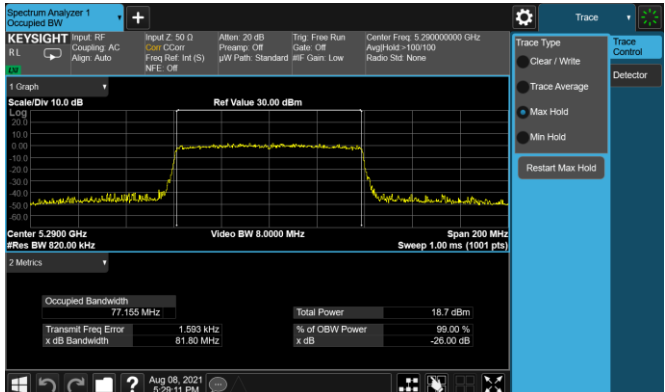 Spectrum Analyzer 1
Occupied BW
+
Trace
KEYSIGHT
RL
Input: RF
Coupling: AC
Align: Auto
Input Z: 50 Ω
Corr CCorr
Freq Ref: Int (S)
NFE: Off
Atten: 20 dB
Preamp: Off
µW Path: Standard
Trig: Free Run
Gate: Off
#IF Gain: Low
Center Freq: 5.290000000 GHz
Avg|Hold:>100/100
Radio Std: None
1 Graph
Scale/Div 10.0 dB
Ref Value 30.00 dBm
Log
20.0
10.0
0.00
-10.0
-20.0
-30.0
-40.0
-50.0
-60.0
Center 5.2900 GHz
Video BW 8.0000 MHz
Span 200 MHz
#Res BW 820.00 kHz
Sweep 1.00 ms (1001 pts)
2 Metrics
Occupied Bandwidth
77.155 MHz
Total Power 18.7 dBm
Transmit Freq Error 1.593 kHz
% of OBW Power 99.00 %
x dB Bandwidth 81.80 MHz
x dB -26.00 dB
?
Aug 08, 2021
5:29:11 PM
Trace Type
Clear / Write
Trace Average
Max Hold
Min Hold
Restart Max Hold
Trace
Control
Detector